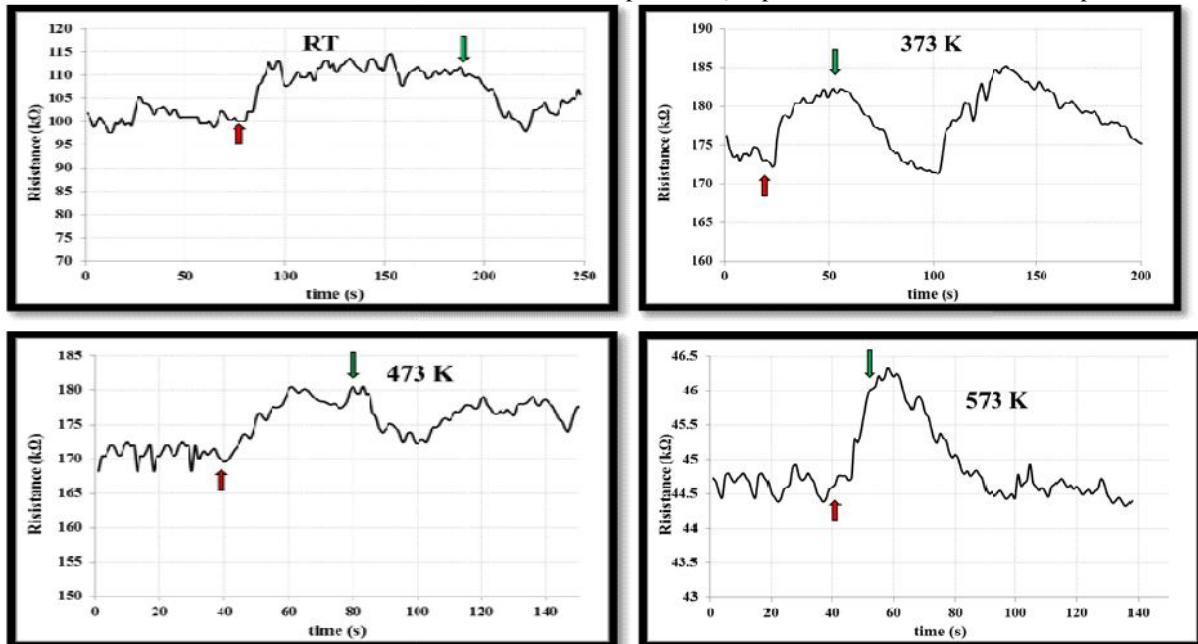 RT
120
115
110
105
100
95
90
85
80
75
70
Risistance (kΩ)
0 50 100 150 200 250
time (s)
373 K
190
185
180
175
170
165
160
Risistance (kΩ)
0 50 100 150 200
time (s)
473 K
185
180
175
170
165
160
155
150
Risistance (kΩ)
0 20 40 60 80 100 120 140
time (s)
573 K
46.5
46
45.5
45
44.5
44
43.5
43
Risistance (kΩ)
0 20 40 60 80 100 120 140
time (s)